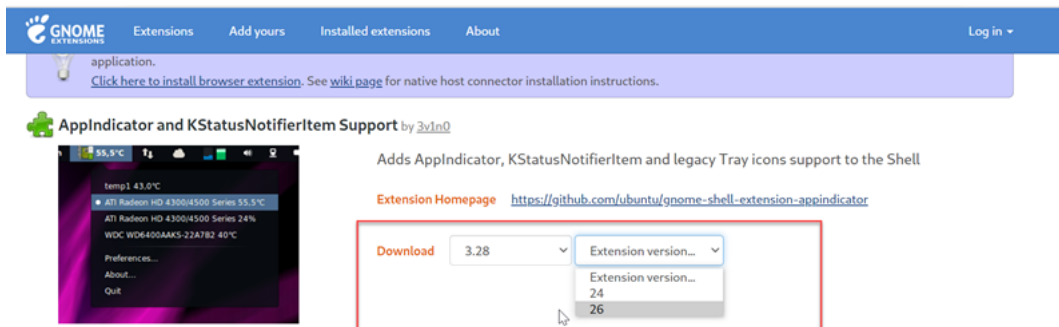 GNOME
EXTENSIONS
Extensions Add yours Installed extensions About Log in
application.
Click here to install browser extension. See wiki page for native host connector installation instructions.
AppIndicator and KStatusNotifierItem Support by 3v1n0
55,5°C
temp1 43,0°C
ATI Radeon HD 4300/4500 Series 55.5°C
ATI Radeon HD 4300/4500 Series 24%
WDC WD6400AAKS-22A7B2 40°C
Preferences...
About...
Quit
Adds AppIndicator, KStatusNotifierItem and legacy Tray icons support to the Shell
Extension Homepage https://github.com/ubuntu/gnome-shell-extension-appindicator
Download 3.28 Extension version...
Extension version...
24
26